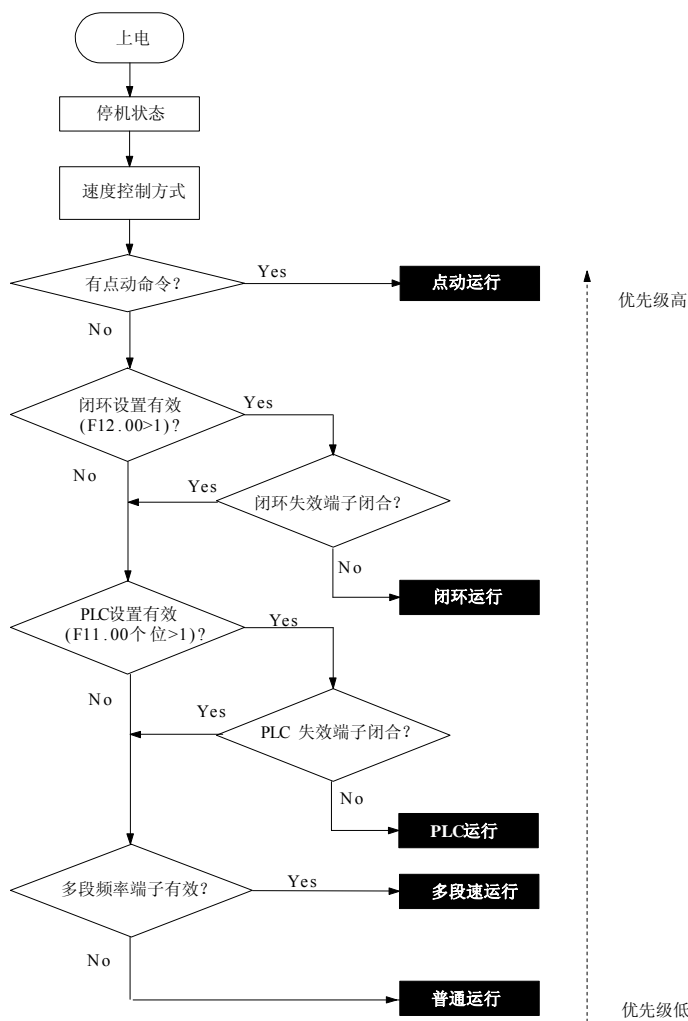 上电
停机状态
速度控制方式
有点动命令？
Yes
点动运行
优先级高
No
闭环设置有效
(F12.00>1)?
Yes
No
Yes
闭环失效端子闭合？
No
闭环运行
PLC设置有效
(F11.00个位>1)?
Yes
No
Yes
PLC 失效端子闭合？
No
PLC运行
多段频率端子有效？
Yes
多段速运行
No
普通运行
优先级低